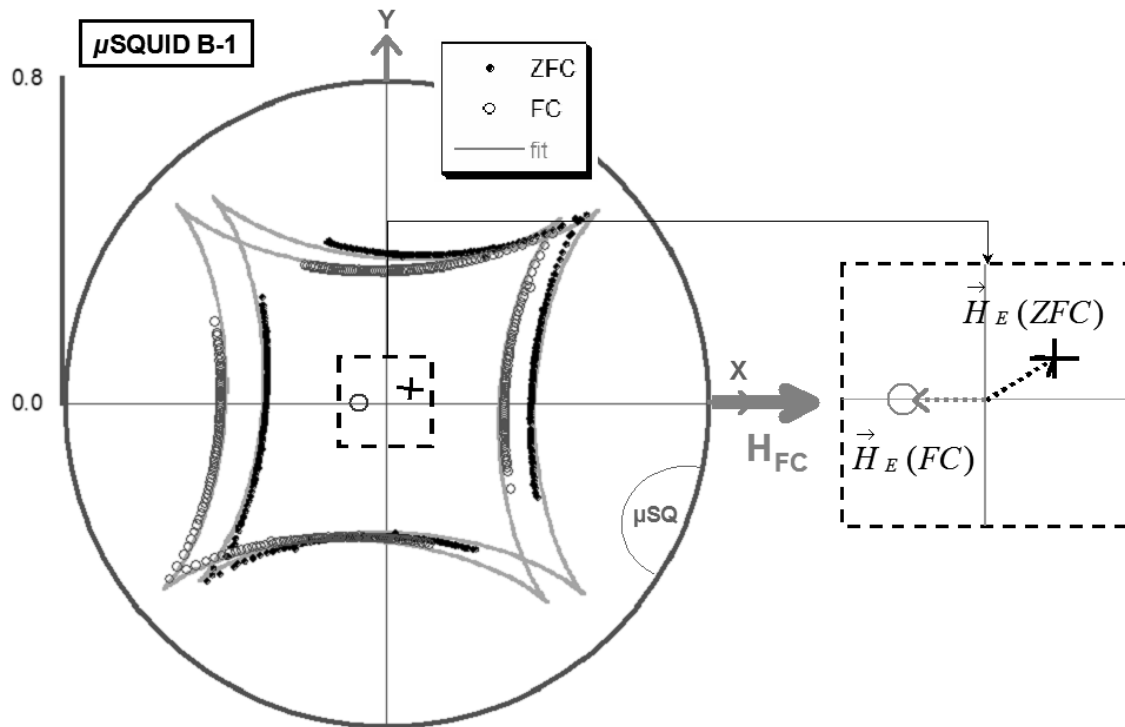 µSQUID B-1
Y
0.8
ZFC
FC
fit
0.0
X
H_FC
µSQ
H_E (ZFC)
H_E (FC)